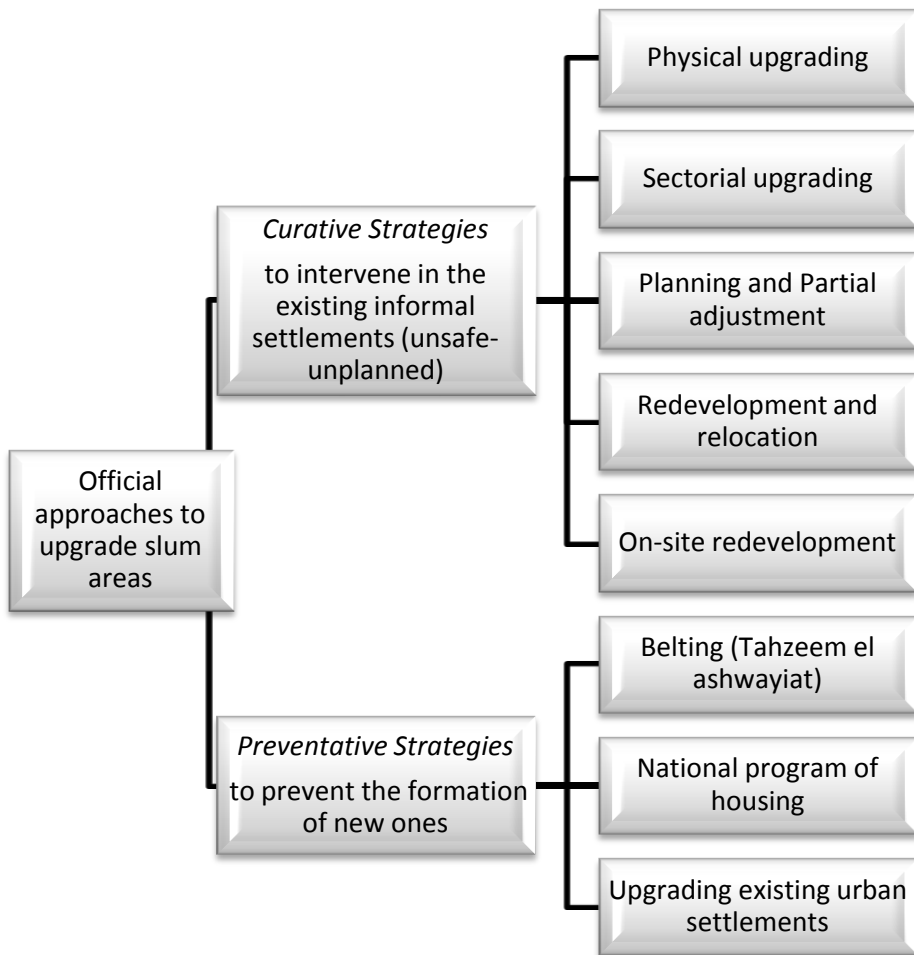 Official
approaches to
upgrade slum
areas
Curative Strategies
to intervene in the
existing informal
settlements (unsafe-
unplanned)
Physical upgrading
Sectorial upgrading
Planning and Partial
adjustment
Redevelopment and
relocation
On-site redevelopment
Preventative Strategies
to prevent the formation
of new ones
Belting (Tahzeem el
ashwayiat)
National program of
housing
Upgrading existing urban
settlements